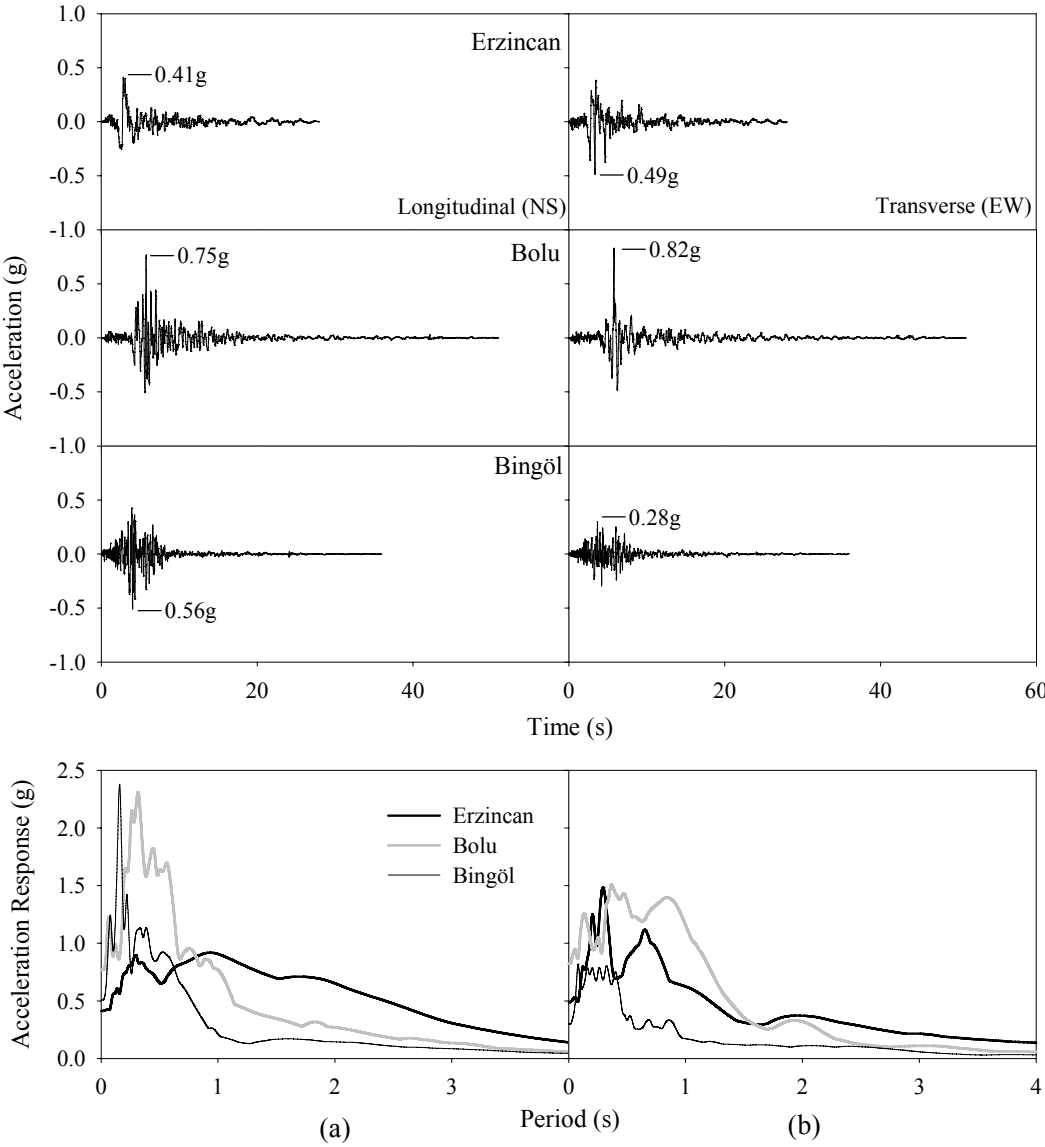 1.0
Erzincan
0.5
0.41g
0.0
-0.5
0.49g
Longitudinal (NS)
Transverse (EW)
-1.0
Bolu
0.75g
0.82g
0.5
0.0
-0.5
-1.0
Bingöl
0.5
0.28g
0.0
-0.5
0.56g
-1.0
Acceleration (g)
0 20 40 0 20 40 60
Time (s)
2.5
2.0
1.5
1.0
0.5
0.0
Acceleration Response (g)
Erzincan
Bolu
Bingöl
0 1 2 3 0 1 2 3 4
Period (s)
(a) (b)